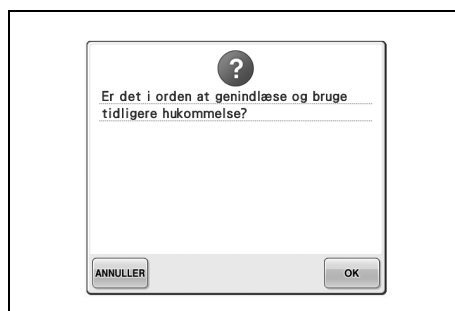 ?
Er det i orden at genindlæse og bruge
tidligere hukommelse?
ANNULLER
OK